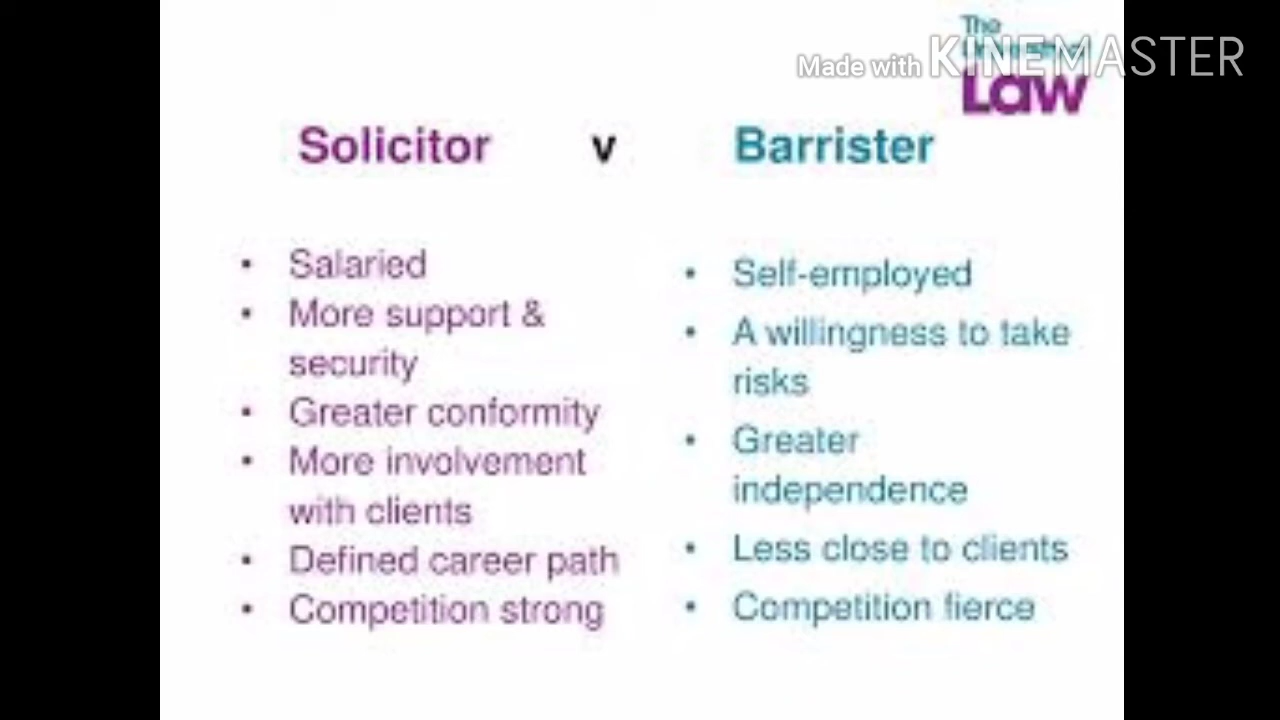 The
Made with KINEMASTER
Law
Solicitor v Barrister
• Salaried
• More support &
security
• Greater conformity
• More involvement
with clients
• Defined career path
• Competition strong
• Self-employed
• A willingness to take
risks
• Greater
independence
• Less close to clients
• Competition fierce